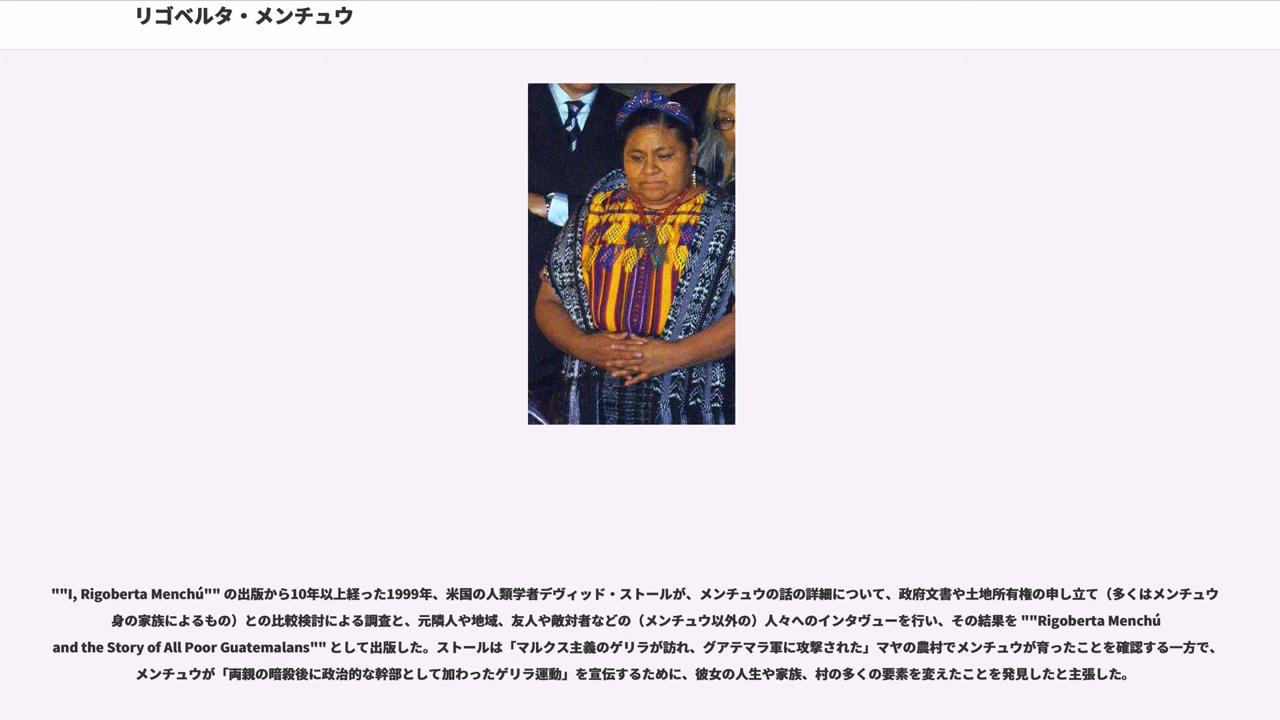 リゴベルタ・メンチュウ
""I, Rigoberta Menchú"" の出版から10年以上経った1999年、米国の人類学者デヴィッド・ストールが、メンチュウの話の詳細について、政府文書や土地所有権の申し立て（多くはメンチュウ
身の家族によるもの）との比較検討による調査と、元隣人や地域、友人や敵対者などの（メンチュウ以外の）人々へのインタヴューを行い、その結果を ""Rigoberta Menchú
and the Story of All Poor Guatemalans"" として出版した。ストールは「マルクス主義のゲリラが訪れ、グアテマラ軍に攻撃された」マヤの農村でメンチュウが育ったことを確認する一方で、
メンチュウが「両親の暗殺後に政治的な幹部として加わったゲリラ運動」を宣伝するために、彼女の人生や家族、村の多くの要素を変えたことを発見したと主張した。